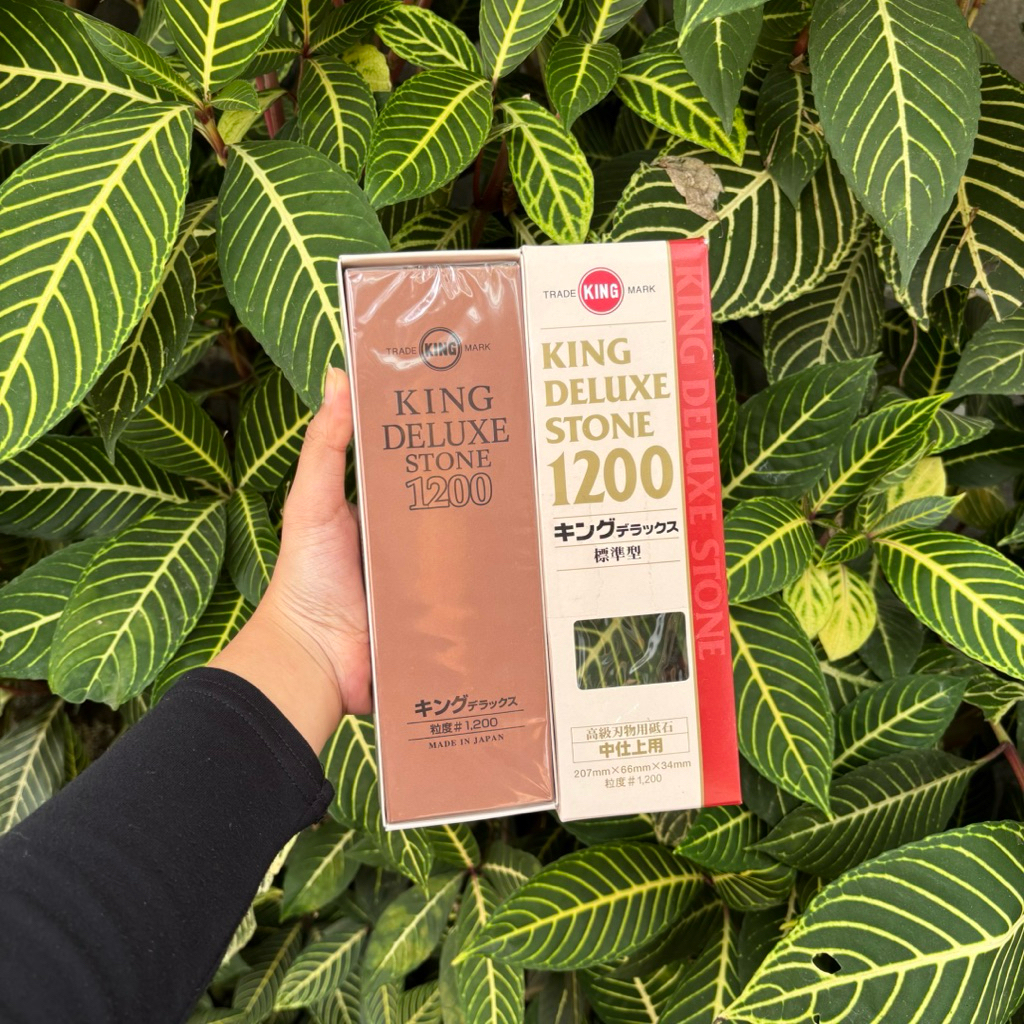 TRADE KING MARK
KING
DELUXE
STONE
1200
キングデラックス
粒度#1,200
MADE IN JAPAN
TRADE KING MARK
KING
DELUXE
STONE
1200
キングデラックス
標準型
高級刃物用砥石
中仕上用
207mm×66mm×34mm
粒度#1,200
KING DELUXE STONE